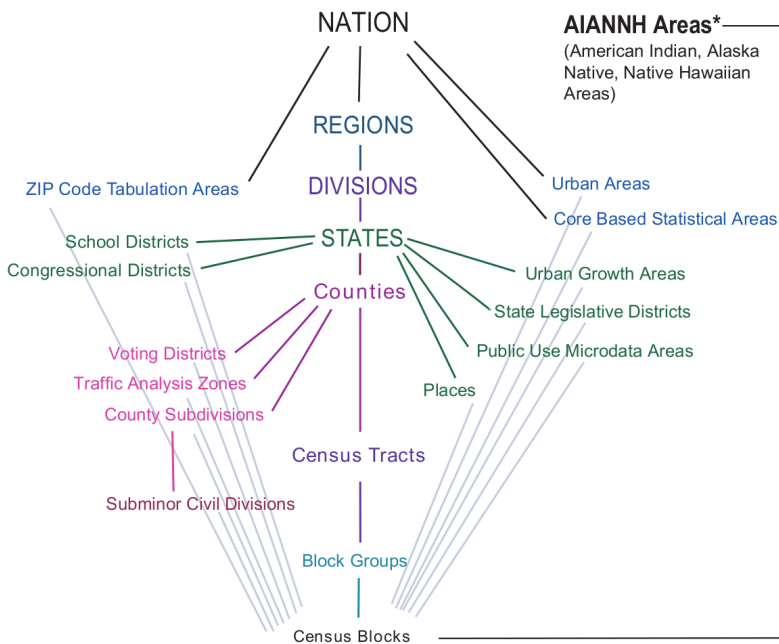 NATION
AIANNH Areas*
(American Indian, Alaska
Native, Native Hawaiian
Areas)
REGIONS
DIVISIONS
ZIP Code Tabulation Areas
Urban Areas
Core Based Statistical Areas
STATES
School Districts
Congressional Districts
Urban Growth Areas
Counties
State Legislative Districts
Voting Districts
Public Use Microdata Areas
Traffic Analysis Zones
Places
County Subdivisions
Census Tracts
Subminor Civil Divisions
Block Groups
Census Blocks